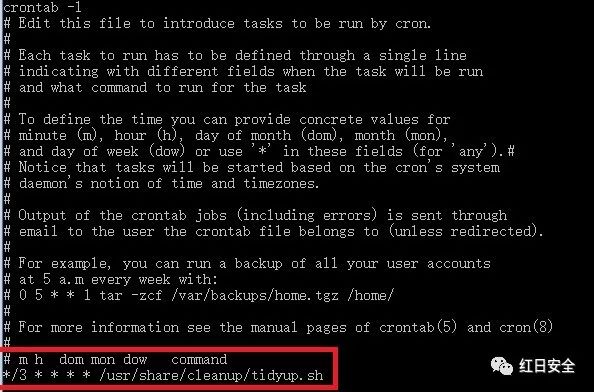 crontab -l
# Edit this file to introduce tasks to be run by cron.
#
# Each task to run has to be defined through a single line
# indicating with different fields when the task will be run
# and what command to run for the task
#
# To define the time you can provide concrete values for
# minute (m), hour (h), day of month (dom), month (mon),
# and day of week (dow) or use '*' in these fields (for 'any').#
# Notice that tasks will be started based on the cron's system
# daemon's notion of time and timezones.
#
# Output of the crontab jobs (including errors) is sent through
# email to the user the crontab file belongs to (unless redirected).
#
# For example, you can run a backup of all your user accounts
# at 5 a.m every week with:
# 0 5 * * 1 tar -zcf /var/backups/home.tgz /home/
#
# For more information see the manual pages of crontab(5) and cron(8)
#
# m h  dom mon dow   command
*/3 * * * * /usr/share/cleanup/tidyup.sh
红日安全